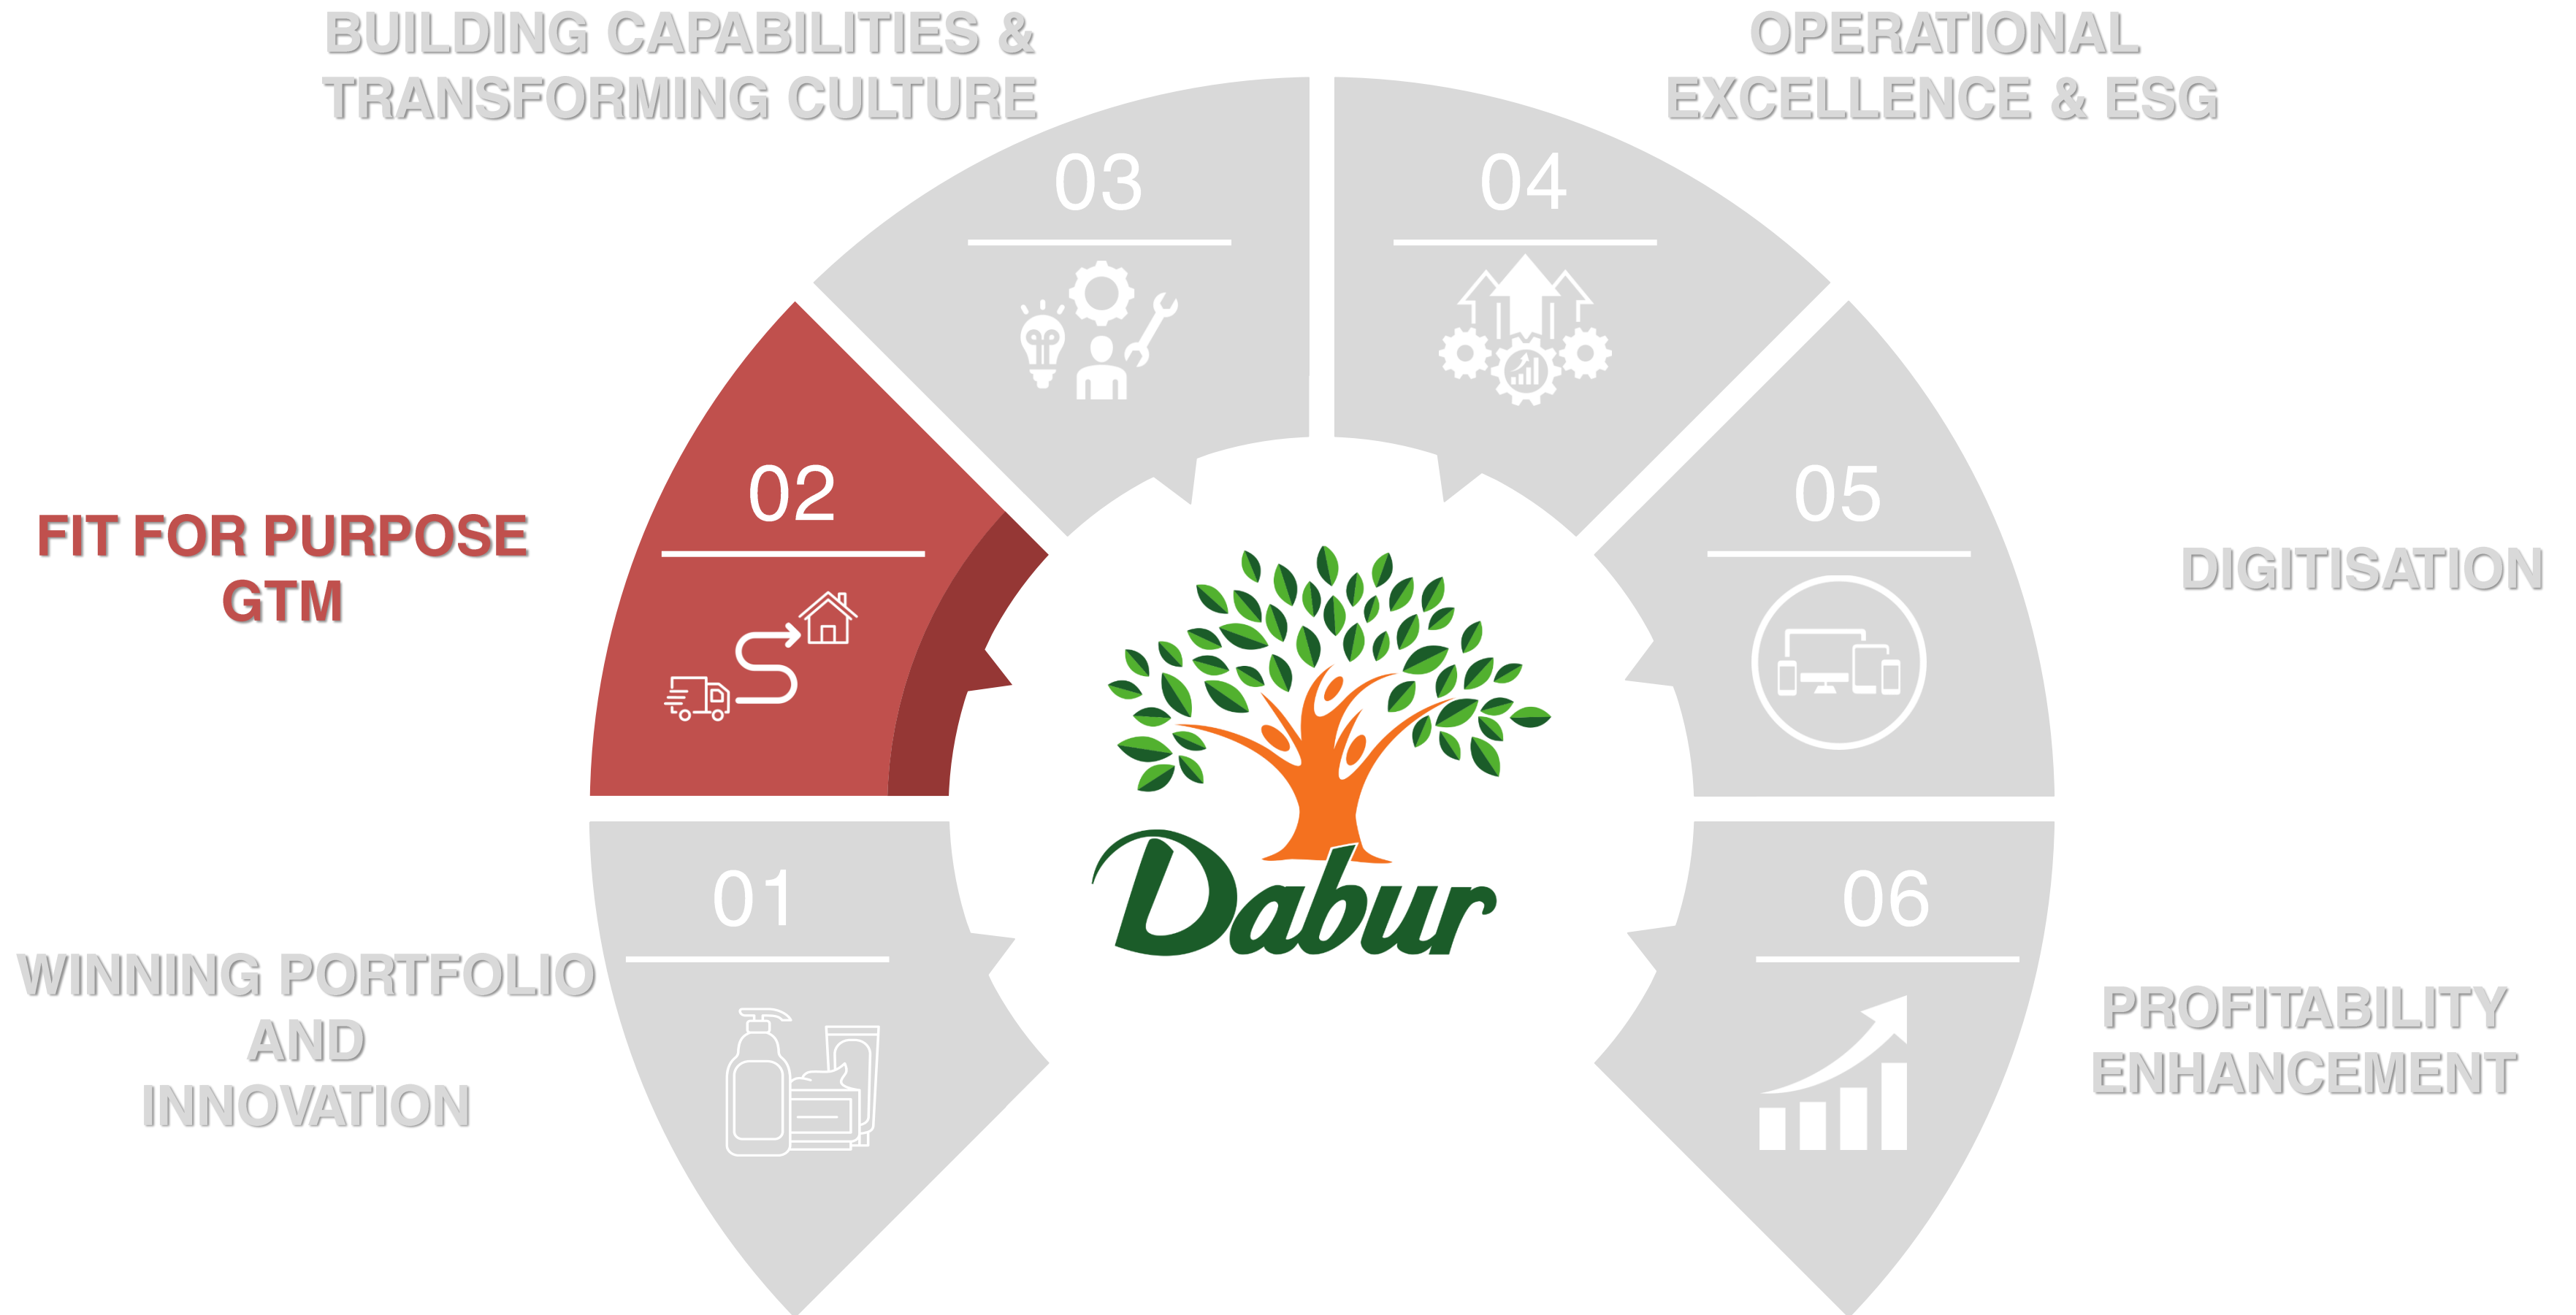 BUILDING CAPABILITIES &
TRANSFORMING CULTURE
OPERATIONAL
EXCELLENCE & ESG
03
04
02
05
FIT FOR PURPOSE
GTM
DIGITISATION
Dabur
01
06
WINNING PORTFOLIO
AND
INNOVATION
PROFITABILITY
ENHANCEMENT